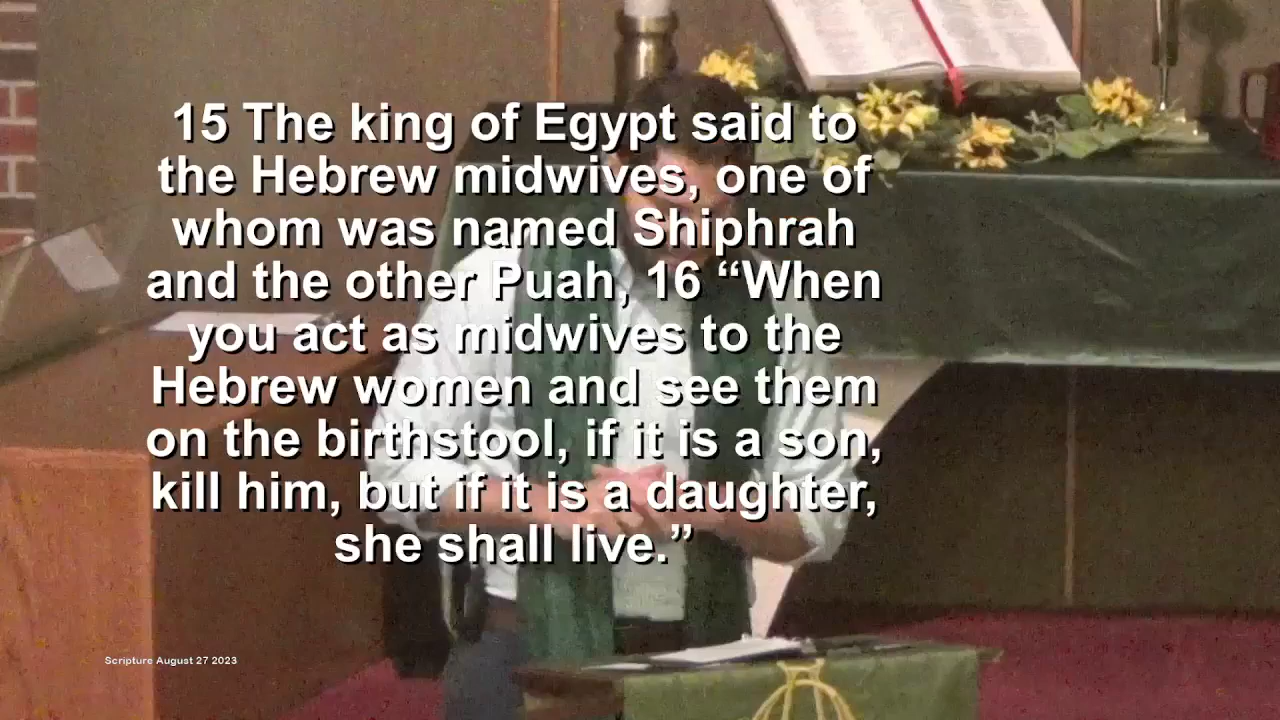 15 The king of Egypt said to
the Hebrew midwives, one of
whom was named Shiphrah
and the other Puah, 16 “When
you act as midwives to the
Hebrew women and see them
on the birthstool, if it is a son,
kill him, but if it is a daughter,
she shall live.”
Scripture August 27 2023